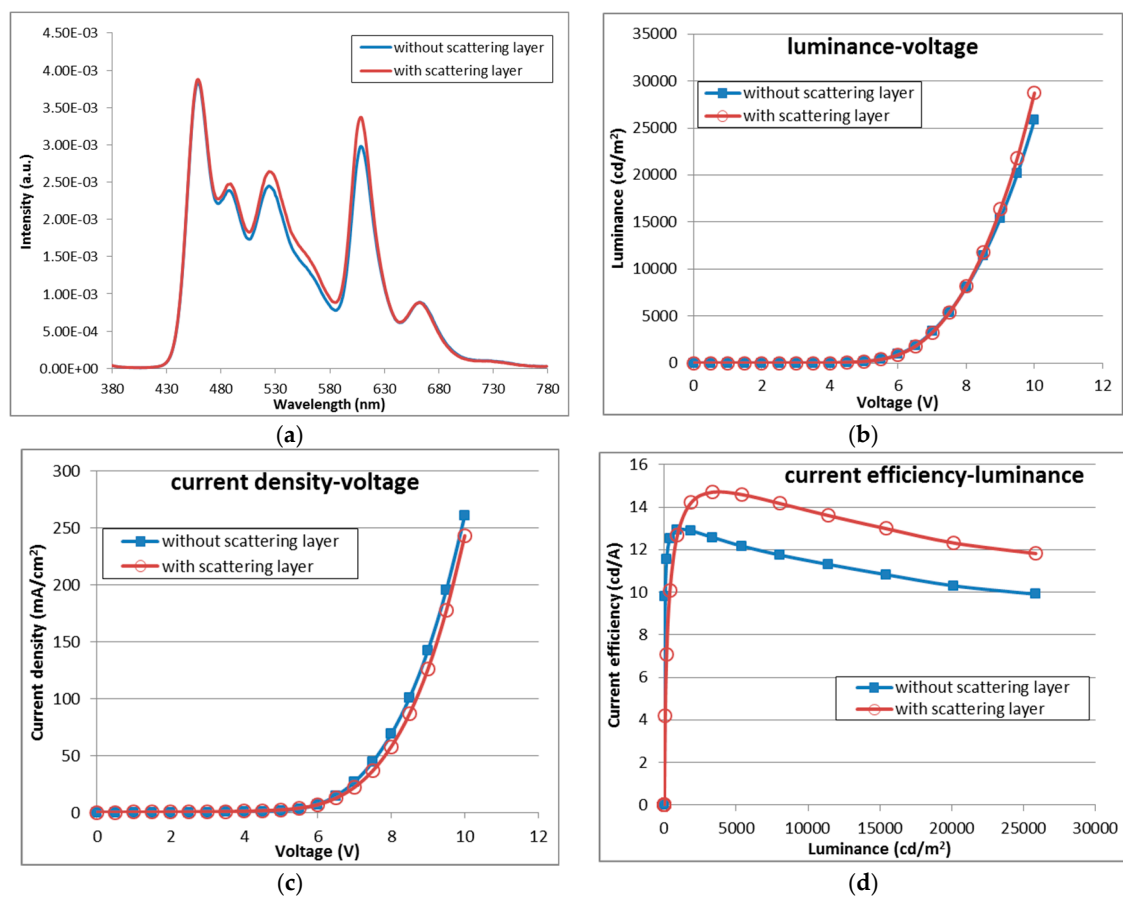 4.50E-03
4.00E-03
3.50E-03
3.00E-03
2.50E-03
2.00E-03
1.50E-03
1.00E-03
5.00E-04
0.00E+00
Intensity (a.u.)
without scattering layer
with scattering layer
380 430 480 530 580 630 680 730 780
Wavelength (nm)
(a)
luminance-voltage
35000
30000
25000
20000
15000
10000
5000
0
Luminance (cd/m²)
without scattering layer
with scattering layer
0 2 4 6 8 10 12
Voltage (V)
(b)
current density-voltage
300
250
200
150
100
50
0
Current density (mA/cm²)
without scattering layer
with scattering layer
0 2 4 6 8 10 12
Voltage (V)
(c)
current efficiency-luminance
16
14
12
10
8
6
4
2
0
Current efficiency (cd/A)
without scattering layer
with scattering layer
0 5000 10000 15000 20000 25000 30000
Luminance (cd/m²)
(d)